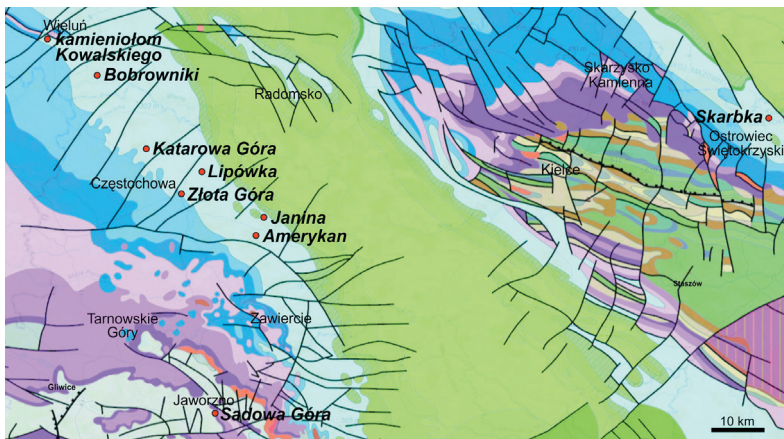 Wieluń
kamieniołom
Kowalskiego
Bobrowniki
Radomsko
Skarżysko
Kamienna
Skarbka
Ostrowiec
Świętokrzyski
Katarowa Góra
Lipówka
Częstochowa
Złota Góra
Kielce
Janina
Amerykan
Staszów
Tarnowskie
Góry
Zawiercie
Gliwice
Jaworzno
Sadowa Góra
10 km